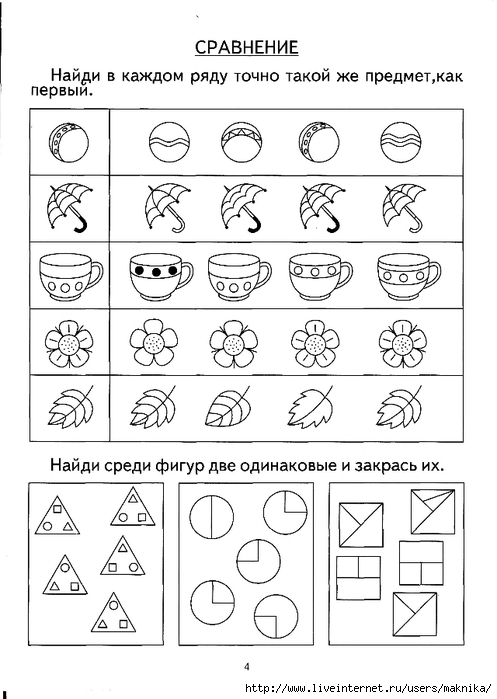 СРАВНЕНИЕ
Найди в каждом ряду точно такой же предмет,как
первый.
Найди среди фигур две одинаковые и закрась их.
4
http://www.liveinternet.ru/users/maknika/